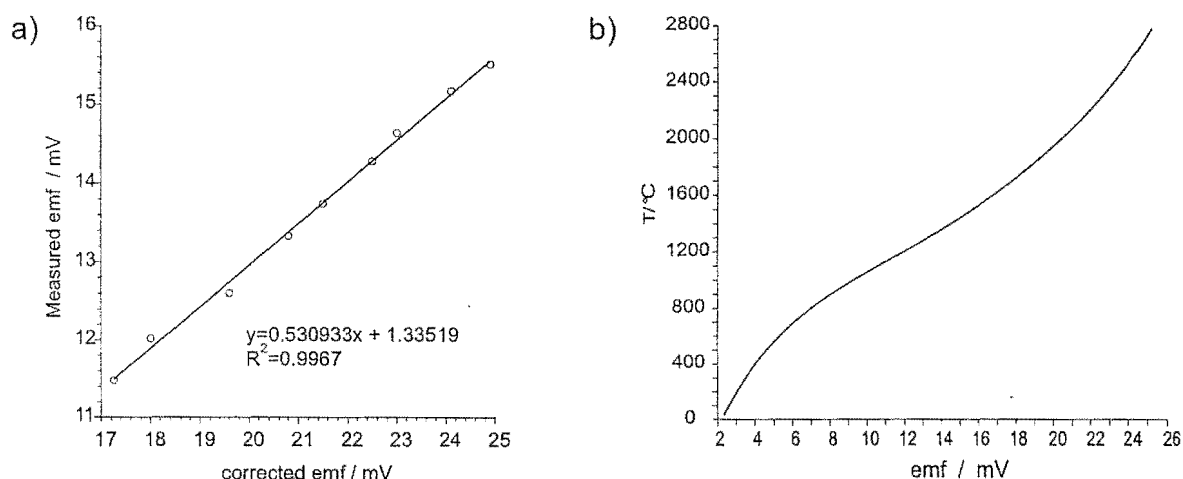 a)
Measured emf / mV
16
15
14
13
12
11
y=0.530933x + 1.33519
R²=0.9967
17 18 19 20 21 22 23 24 25
corrected emf / mV
b)
T/°C
2800
2400
2000
1600
1200
800
400
0
2 4 6 8 10 12 14 16 18 20 22 24 26
emf / mV